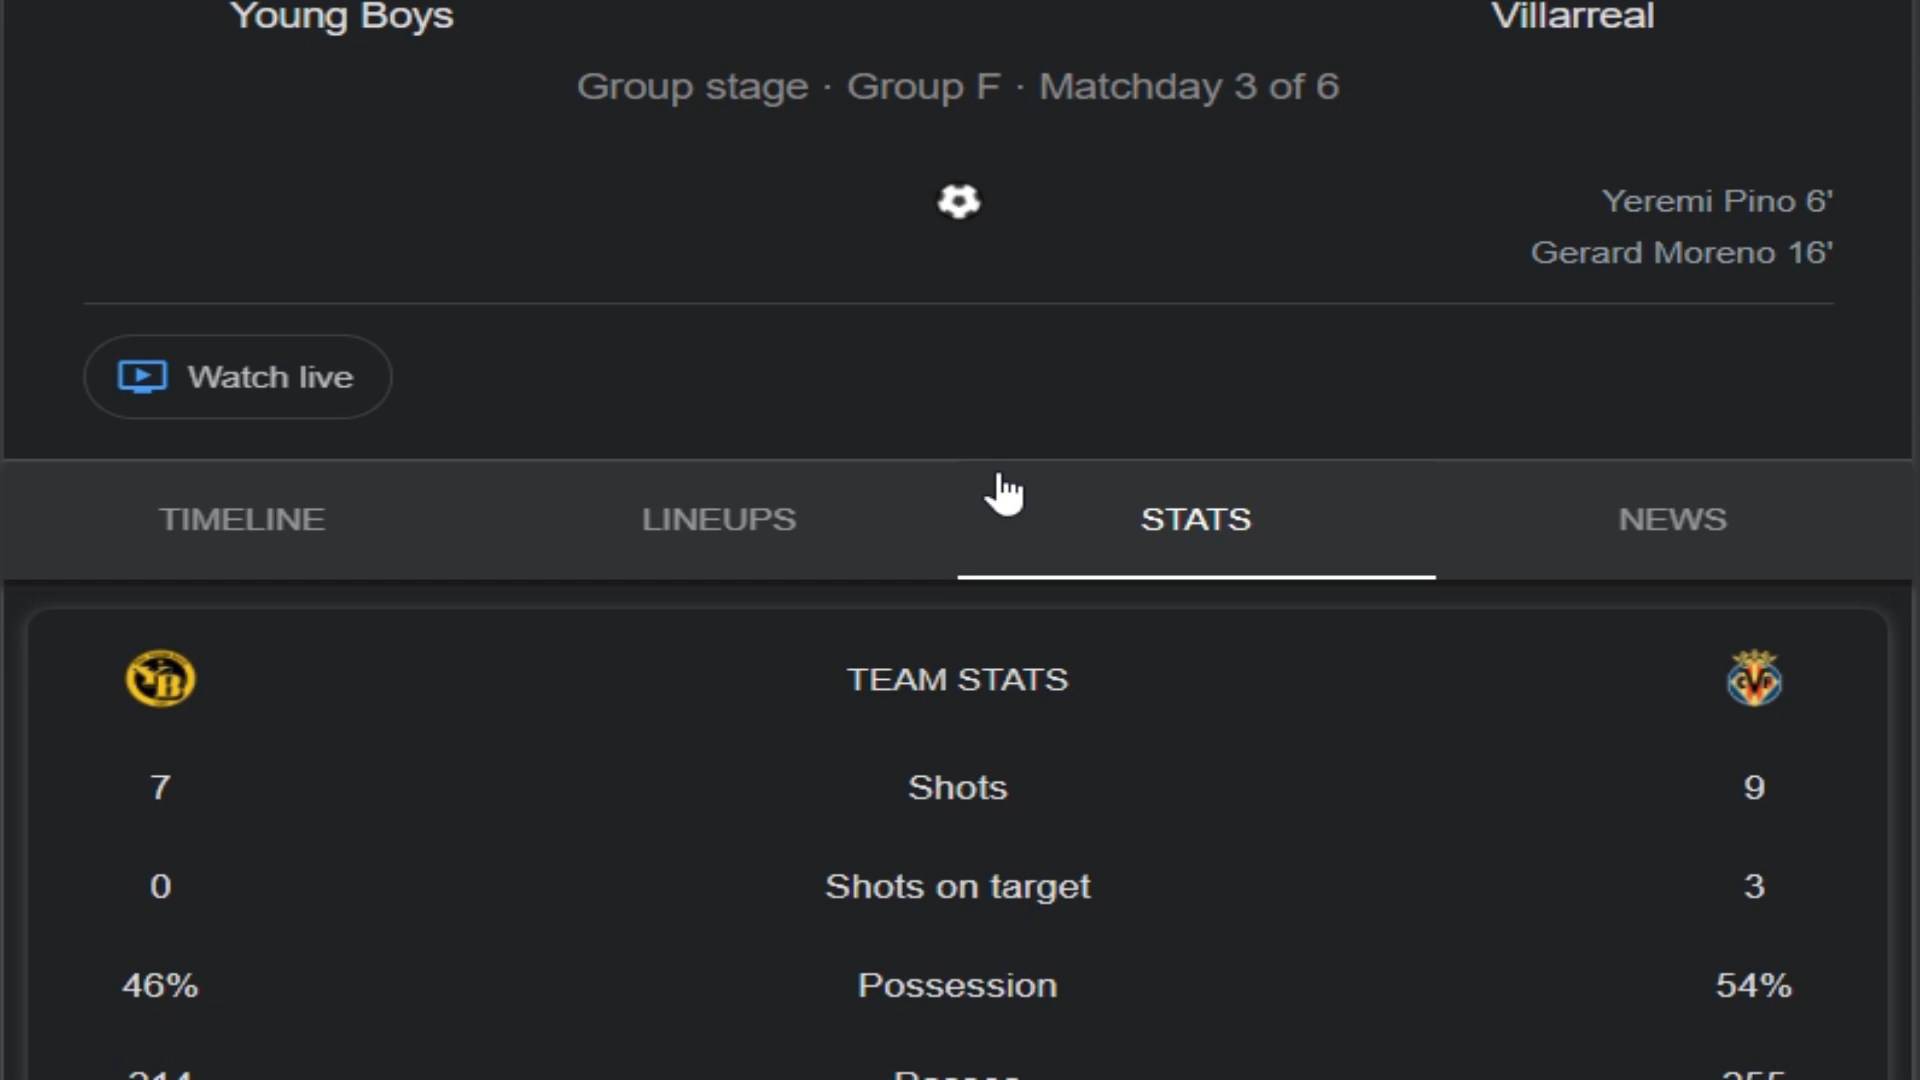 Young Boys Villarreal
Group stage · Group F · Matchday 3 of 6
Yeremi Pino 6'
Gerard Moreno 16'
Watch live
TIMELINE LINEUPS STATS NEWS
TEAM STATS
7 Shots 9
0 Shots on target 3
46% Possession 54%